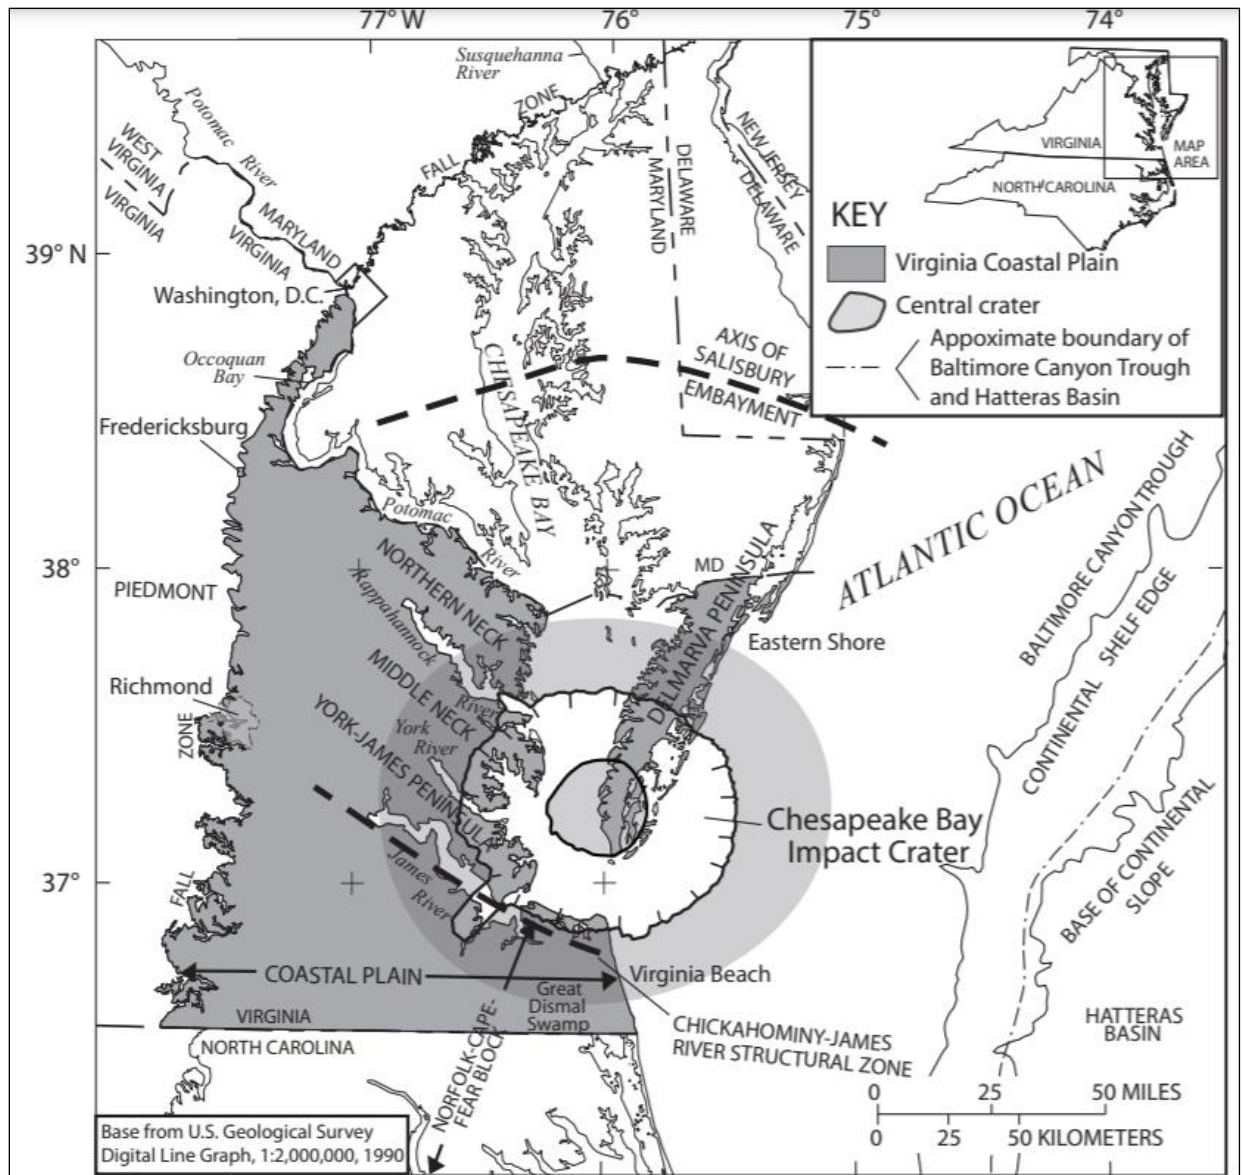 77°W
76°
75°
74°
Susquehanna
River
Potomac
River
WEST
VIRGINIA
VIRGINIA
MARYLAND
VIRGINIA
FALL
ZONE
MARYLAND
DELAWARE
NEW JERSEY
DELAWARE
VIRGINIA
NORTH CAROLINA
MAP
AREA
KEY
Virginia Coastal Plain
Central crater
Appoximate boundary of
Baltimore Canyon Trough
and Hatteras Basin
39° N
Washington, D.C.
Occoquan
Bay
Fredericksburg
CHESAPEAKE BAY
AXIS OF
SALISBURY
EMBAYMENT
Potomac
River
ATLANTIC OCEAN
BALTIMORE CANYON TROUGH
CONTINENTAL SHELF EDGE
BASE OF CONTINENTAL
SLOPE
38°
PIEDMONT
NORTHERN NECK
Rappahannock
River
MIDDLE NECK
York
River
YORK-JAMES PENINSULA
MD
DELMARVA PENINSULA
Eastern Shore
Richmond
FALL ZONE
Chesapeake Bay
Impact Crater
37°
James
River
COASTAL PLAIN
Great
Dismal
Swamp
Virginia Beach
VIRGINIA
NORTH CAROLINA
NORFOLK-CAPE-
FEAR BLOCK
CHICKAHOMINY-JAMES
RIVER STRUCTURAL ZONE
HATTERAS
BASIN
0 25 50 MILES
0 25 50 KILOMETERS
Base from U.S. Geological Survey
Digital Line Graph, 1:2,000,000, 1990